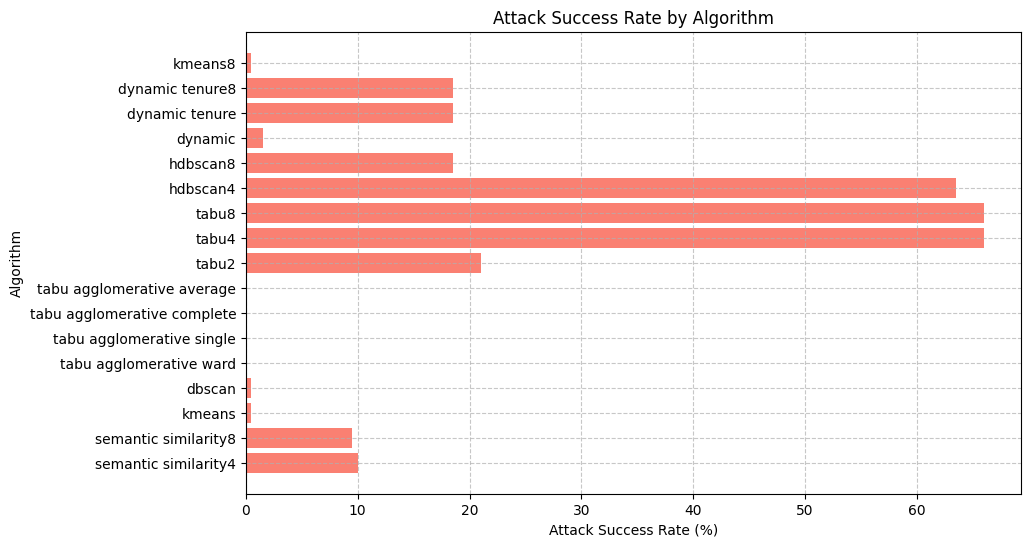 Attack Success Rate by Algorithm
kmeans8
dynamic tenure8
dynamic tenure
dynamic
hdbscan8
hdbscan4
tabu8
tabu4
tabu2
tabu agglomerative average
tabu agglomerative complete
tabu agglomerative single
tabu agglomerative ward
dbscan
kmeans
semantic similarity8
semantic similarity4
Algorithm
0 10 20 30 40 50 60
Attack Success Rate (%)